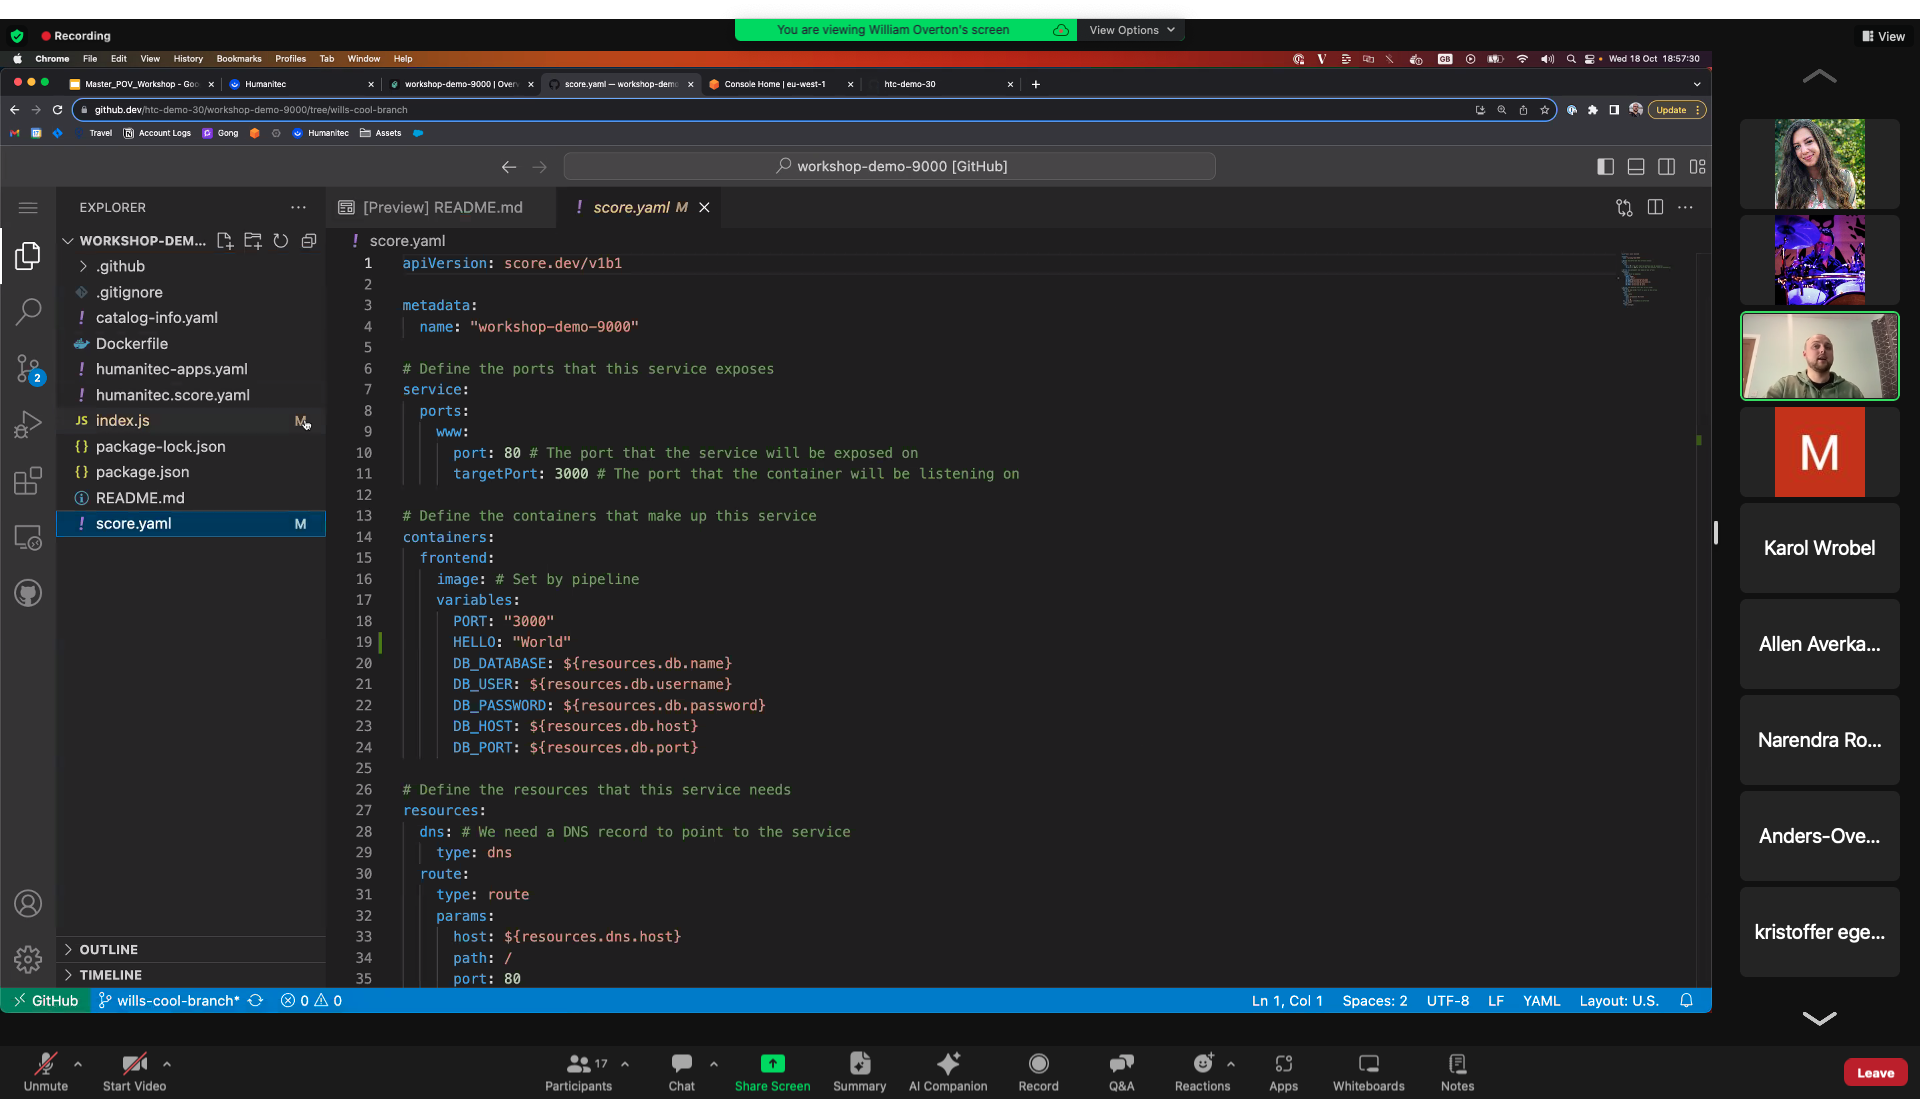 You are viewing William Overton's screen
View Options
View
Recording
Chrome File Edit View History Bookmarks Profiles Tab Window Help
GB
Wed 18 Oct 18:57:30
Master_POV_Workshop - Goo
Humanitec
workshop-demo-9000 | Over
score.yaml — workshop-dem
Console Home | eu-west-1
htc-demo-30
github.dev/htc-demo-30/workshop-demo-9000/tree/wills-cool-branch
Update
Travel
Account Logs
Gong
Humanitec
Assets
workshop-demo-9000 [GitHub]
EXPLORER
[Preview] README.md
score.yaml M
WORKSHOP-DEM...
.github
.gitignore
catalog-info.yaml
Dockerfile
humanitec-apps.yaml
humanitec.score.yaml
index.js M
package-lock.json
package.json
README.md
score.yaml M
2
OUTLINE
TIMELINE
score.yaml
1 apiVersion: score.dev/v1b1
2
3 metadata:
4 name: "workshop-demo-9000"
5
6 # Define the ports that this service exposes
7 service:
8 ports:
9 www:
10 port: 80 # The port that the service will be exposed on
11 targetPort: 3000 # The port that the container will be listening on
12
13 # Define the containers that make up this service
14 containers:
15 frontend:
16 image: # Set by pipeline
17 variables:
18 PORT: "3000"
19 HELLO: "World"
20 DB_DATABASE: ${resources.db.name}
21 DB_USER: ${resources.db.username}
22 DB_PASSWORD: ${resources.db.password}
23 DB_HOST: ${resources.db.host}
24 DB_PORT: ${resources.db.port}
25
26 # Define the resources that this service needs
27 resources:
28 dns: # We need a DNS record to point to the service
29 type: dns
30 route:
31 type: route
32 params:
33 host: ${resources.dns.host}
34 path: /
35 port: 80
GitHub
wills-cool-branch*
0 0
Ln 1, Col 1
Spaces: 2
UTF-8
LF
YAML
Layout: U.S.
M
Karol Wrobel
Allen Averka...
Narendra Ro...
Anders-Ove...
kristoffer ege...
Unmute
Start Video
17
Participants
Chat
Share Screen
Summary
AI Companion
Record
Q&A
Reactions
Apps
Whiteboards
Notes
Leave